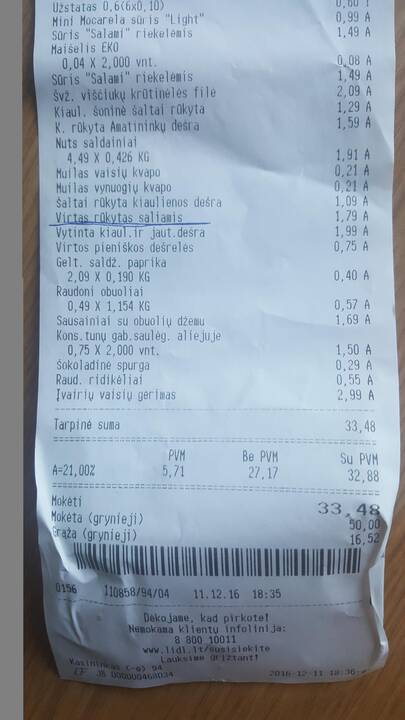 Užstatas 0,6(6x0,10) 0,60
Mini Mocarela sūris "Light" 0,99 A
Sūris "Salami" riekelėmis 1,49 A
Maišelis EKO
0,04 X 2,000 vnt. 0,08 A
Sūris "Salami" riekelėmis 1,49 A
Švž. viščiukų krūtinėlės filė 2,09 A
Kiaul. šoninė šaltai rūkyta 1,29 A
K. rūkyta Amatininkų dešra 1,59 A
Nuts saldainiai
4,49 X 0,426 KG 1,91 A
Muilas vaisių kvapo 0,21 A
Muilas vynuogių kvapo 0,21 A
Šaltai rūkyta kiaulienos dešra 1,09 A
Virtas rūkytas saliamis 1,79 A
Vytinta kiaul.ir jaut.dešra 1,99 A
Virtos pieniškos dešrelės 0,75 A
Gelt. saldž. paprika
2,09 X 0,190 KG 0,40 A
Raudoni obuoliai
0,49 X 1,154 KG 0,57 A
Sausainiai su obuolių džemu 1,69 A
Kons.tunų gab.saulėg. aliejuje
0,75 X 2,000 vnt. 1,50 A
Šokoladinė spurga 0,29 A
Raud. ridikėliai 0,55 A
Įvairių vaisių gėrimas 2,99 A
Tarpinė suma 33,48
PVM Be PVM Su PVM
A=21,00% 5,71 27,17 32,88
Mokėti 33,48
Mokėta (grynieji) 50,00
Grąža (grynieji) 16,52
0156 110858/94/04 11.12.16 18:35
Dėkojame, kad pirkote!
Nemokama klientų infolinija:
8 800 10011
www.lidl.lt/susisiekite
Lauksime grįžtant!
Kasininkas (-ė) 94
JB 000000468034 2016-12-11 18:36